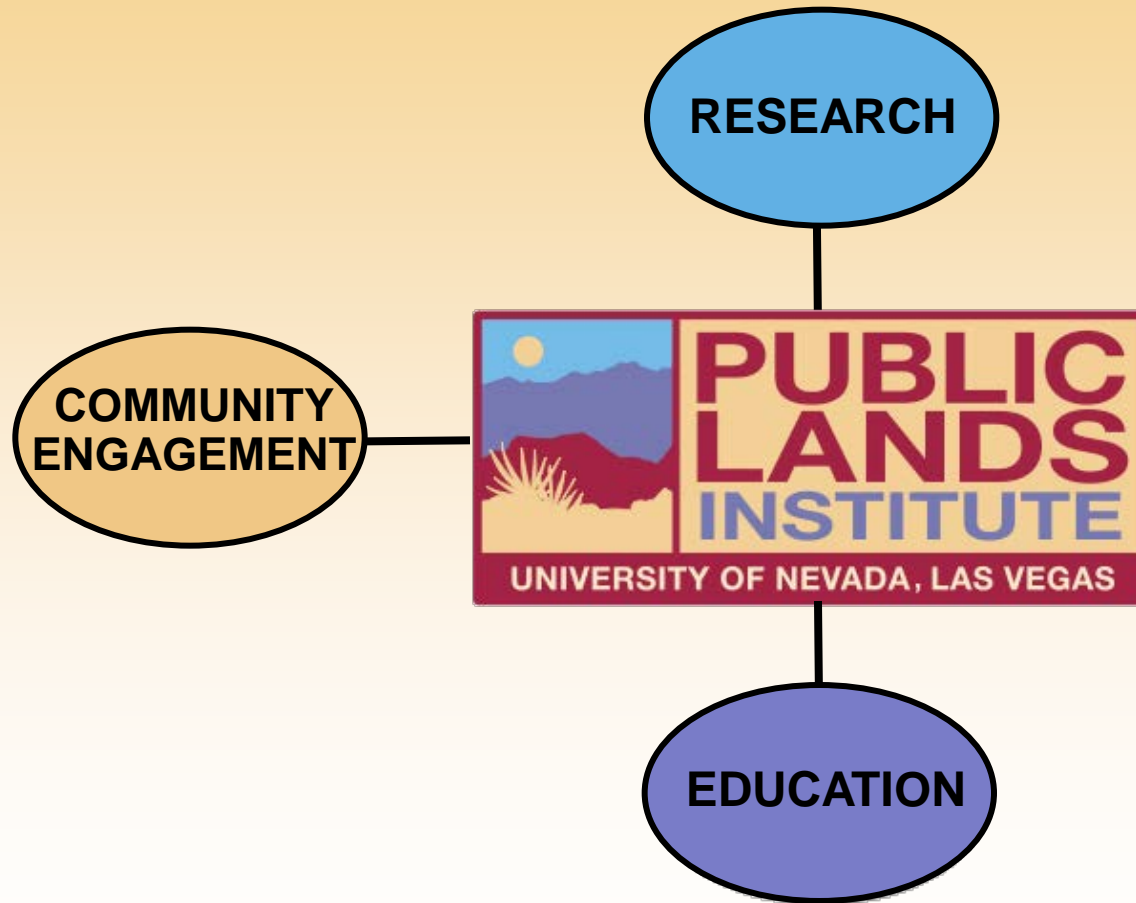 RESEARCH
COMMUNITY
ENGAGEMENT
PUBLIC
LANDS
INSTITUTE
UNIVERSITY OF NEVADA, LAS VEGAS
EDUCATION